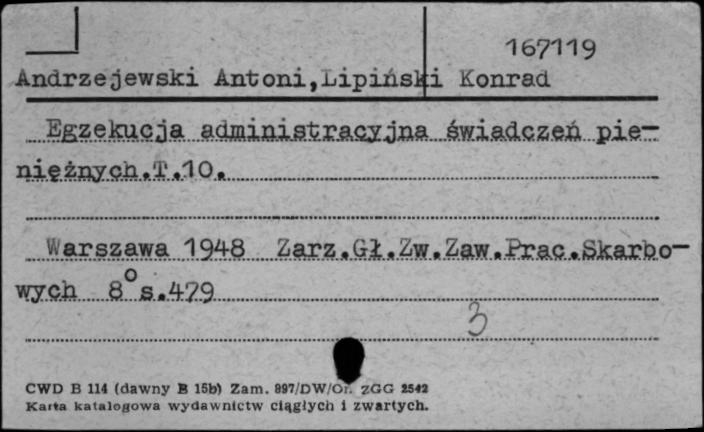 167119
Andrzejewski Antoni,Lipiński Konrad
Egzekucja administracyjna świadczeń pie-
niężnych.T.10.
Warszawa 1948 Zarz.Gł.Zw.Zaw.Prac.Skarbo-
wych 8° s.479
3
CWD B 114 (dawny B 15b) Zam. 897/DW/Or. ZGG 2542
Karta katalogowa wydawnictw ciągłych i zwartych.